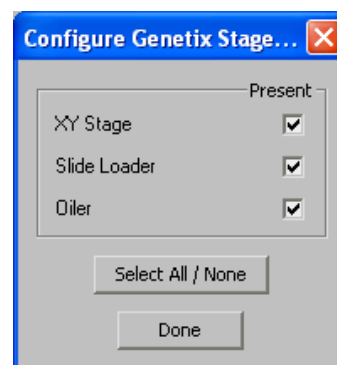 Configure Genetix Stage...
Present
XY Stage
Slide Loader
Oiler
Select All / None
Done